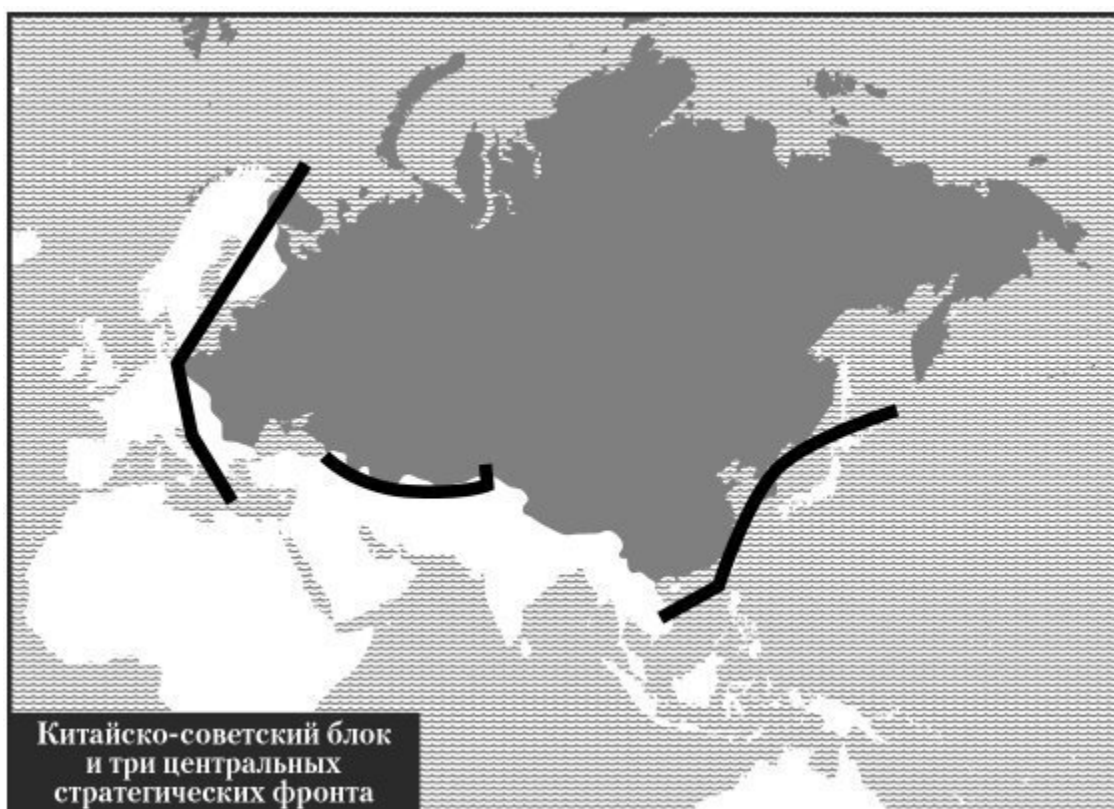 Китайско-советский блок
и три центральных
стратегических фронта